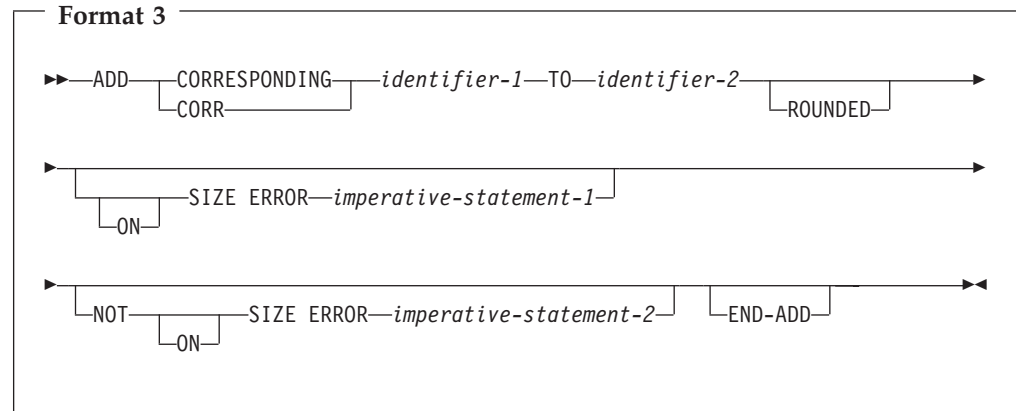 Format 3
ADD CORRESPONDING identifier-1 TO identifier-2
CORR ROUNDED
SIZE ERROR imperative-statement-1
ON
NOT SIZE ERROR imperative-statement-2 END-ADD
ON